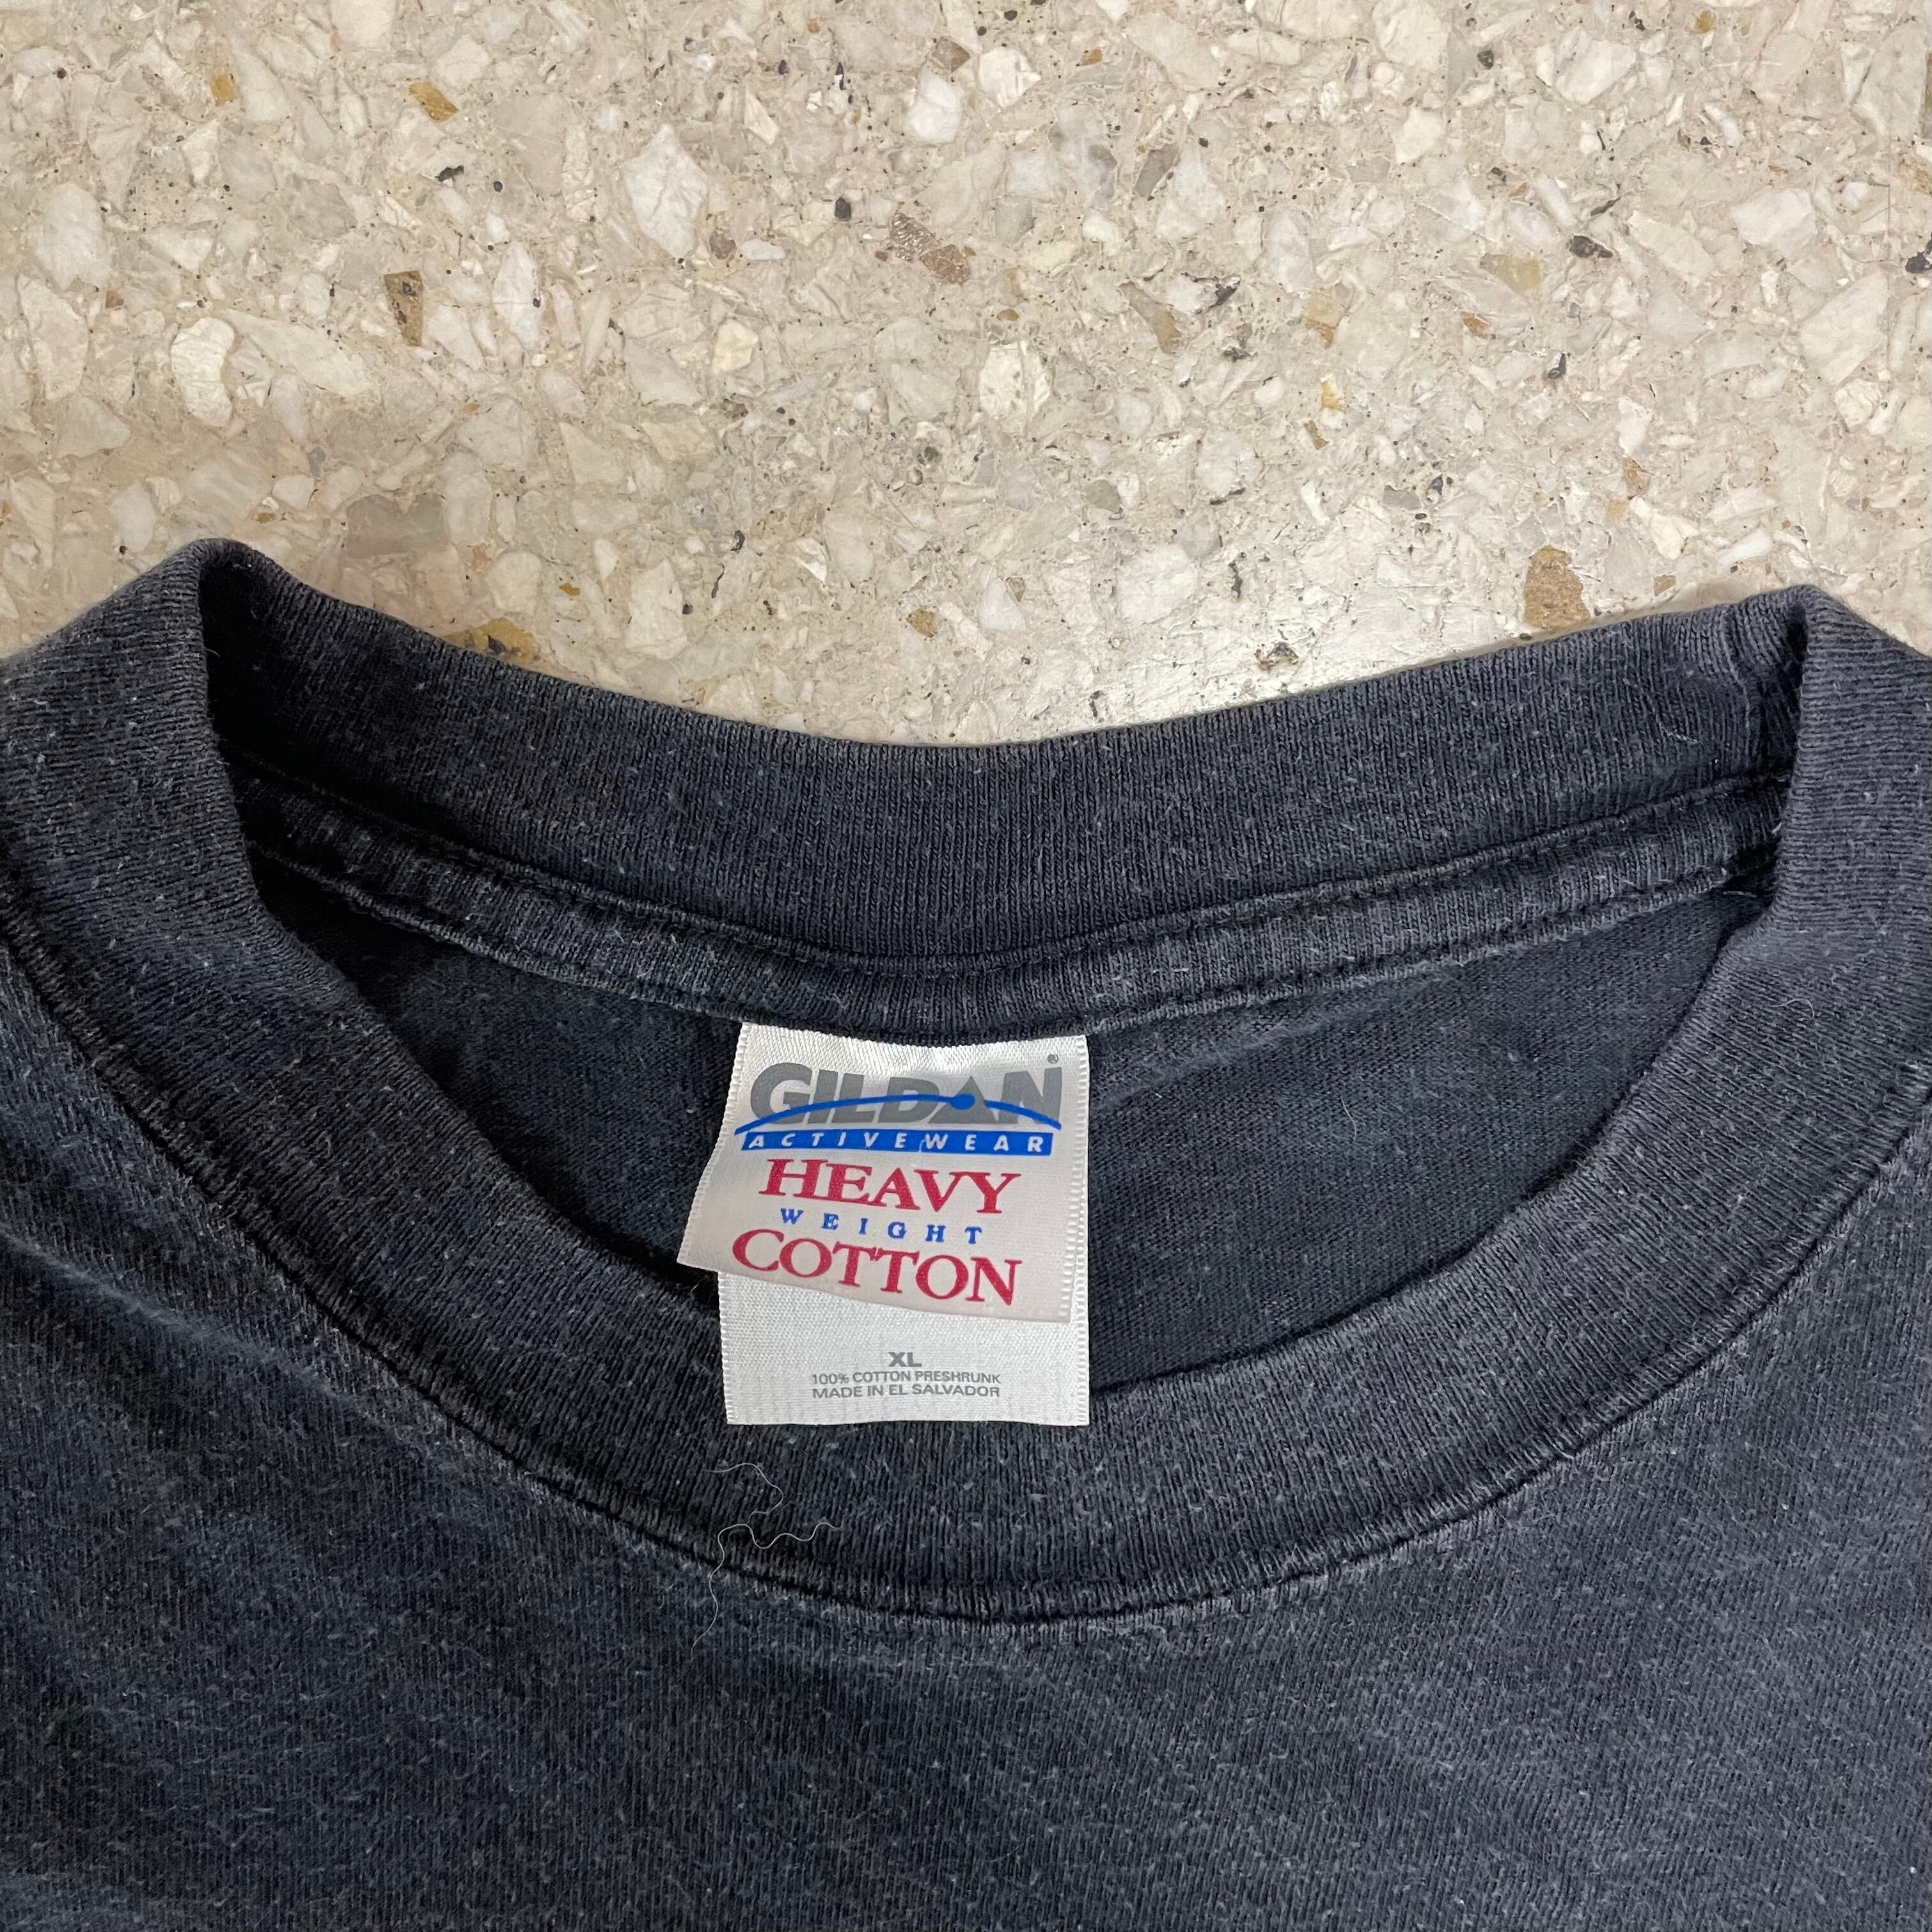 GILDAN®
ACTIVEWEAR
HEAVY
WEIGHT
COTTON
XL
100% COTTON PRESHRUNK
MADE IN EL SALVADOR